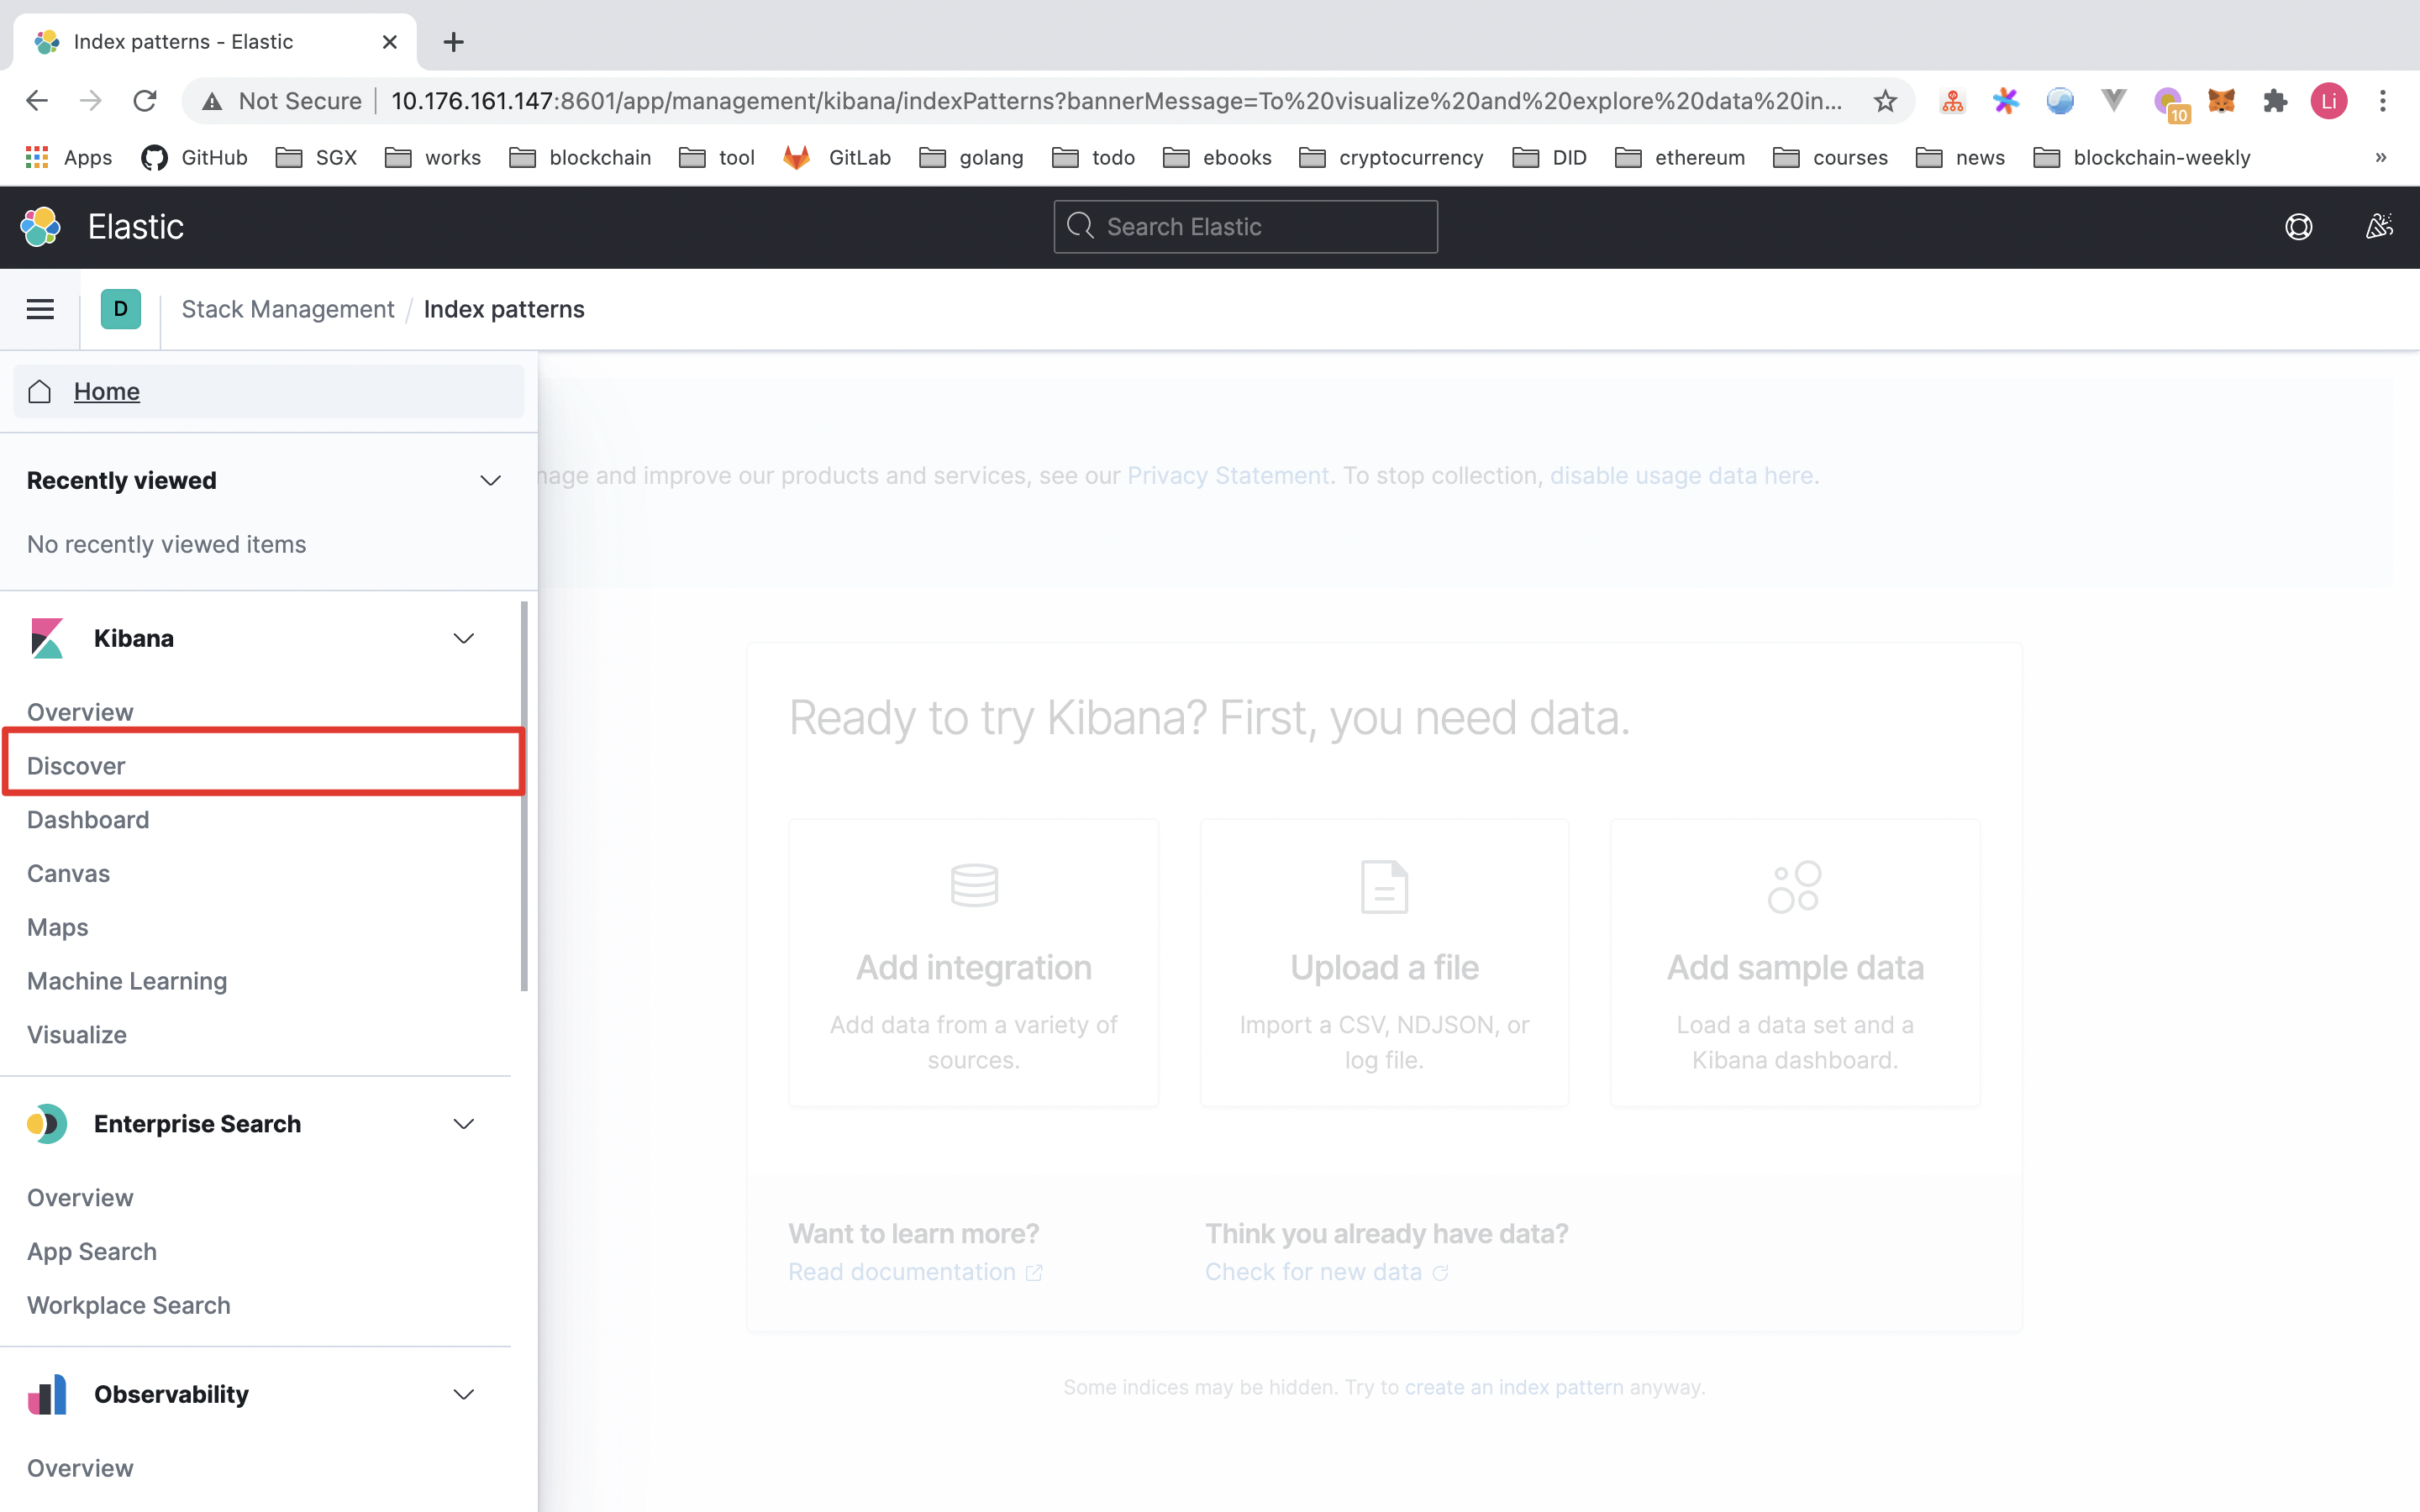 Index patterns - Elastic
Not Secure | 10.176.161.147:8601/app/management/kibana/indexPatterns?bannerMessage=To%20visualize%20and%20explore%20data%20in...
10
Li
Apps GitHub SGX works blockchain tool GitLab golang todo ebooks cryptocurrency DID ethereum courses news blockchain-weekly »
Elastic
Search Elastic
D Stack Management / Index patterns
Home
Recently viewed
No recently viewed items
Kibana
Overview
Discover
Dashboard
Canvas
Maps
Machine Learning
Visualize
Enterprise Search
Overview
App Search
Workplace Search
Observability
Overview
and improve our products and services, see our Privacy Statement. To stop collection, disable usage data here.
Ready to try Kibana? First, you need data.
Add integration
Add data from a variety of
sources.
Upload a file
Import a CSV, NDJSON, or
log file.
Add sample data
Load a data set and a
Kibana dashboard.
Want to learn more?
Read documentation
Think you already have data?
Check for new data
Some indices may be hidden. Try to create an index pattern anyway.